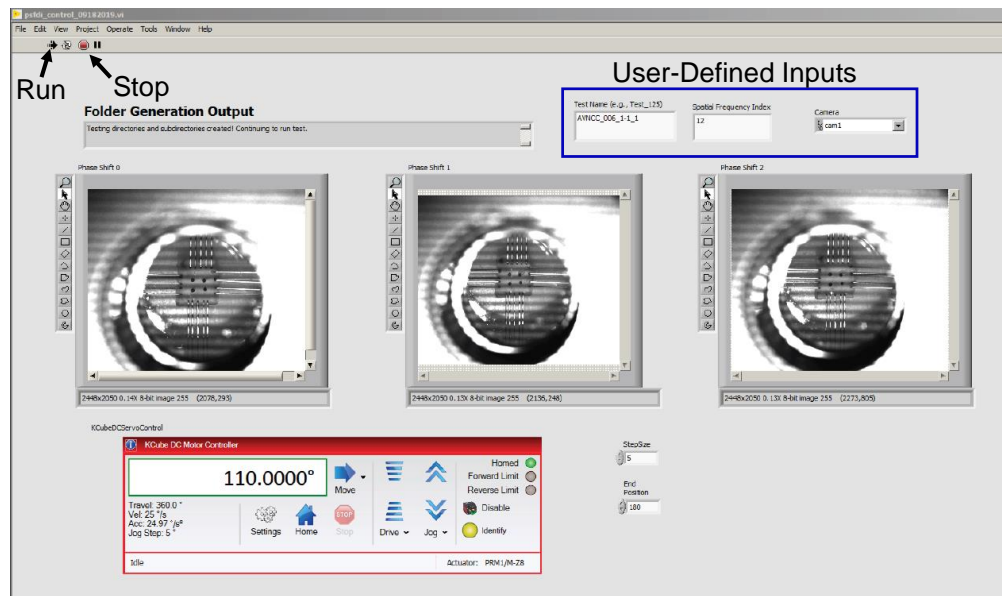 psfdi_control_09182019.vi
File Edit View Project Operate Tools Window Help
Run
Stop
User-Defined Inputs
Folder Generation Output
Testing directories and subdirectories created! Continuing to run test.
Test Name (e.g., Test_125)
AYNCC_006_1-1_1
Spatial Frequency Index
12
Camera
cam1
Phase Shift 0
Phase Shift 1
Phase Shift 2
2448x2050 0.14X 8-bit image 255 (2078,293)
2448x2050 0.13X 8-bit image 255 (2136,248)
2448x2050 0.13X 8-bit image 255 (2273,805)
KCubeDCServoControl
KCube DC Motor Controller
110.0000°
Move
Travel: 360.0 °
Vel: 25 °/s
Acc: 24.97 °/s²
Jog Step: 5 °
Settings
Home
STOP
Stop
Drive
Jog
Homed
Forward Limit
Reverse Limit
Disable
Identify
Idle
Actuator: PRM1/M-Z8
StepSize
5
End
Position
180